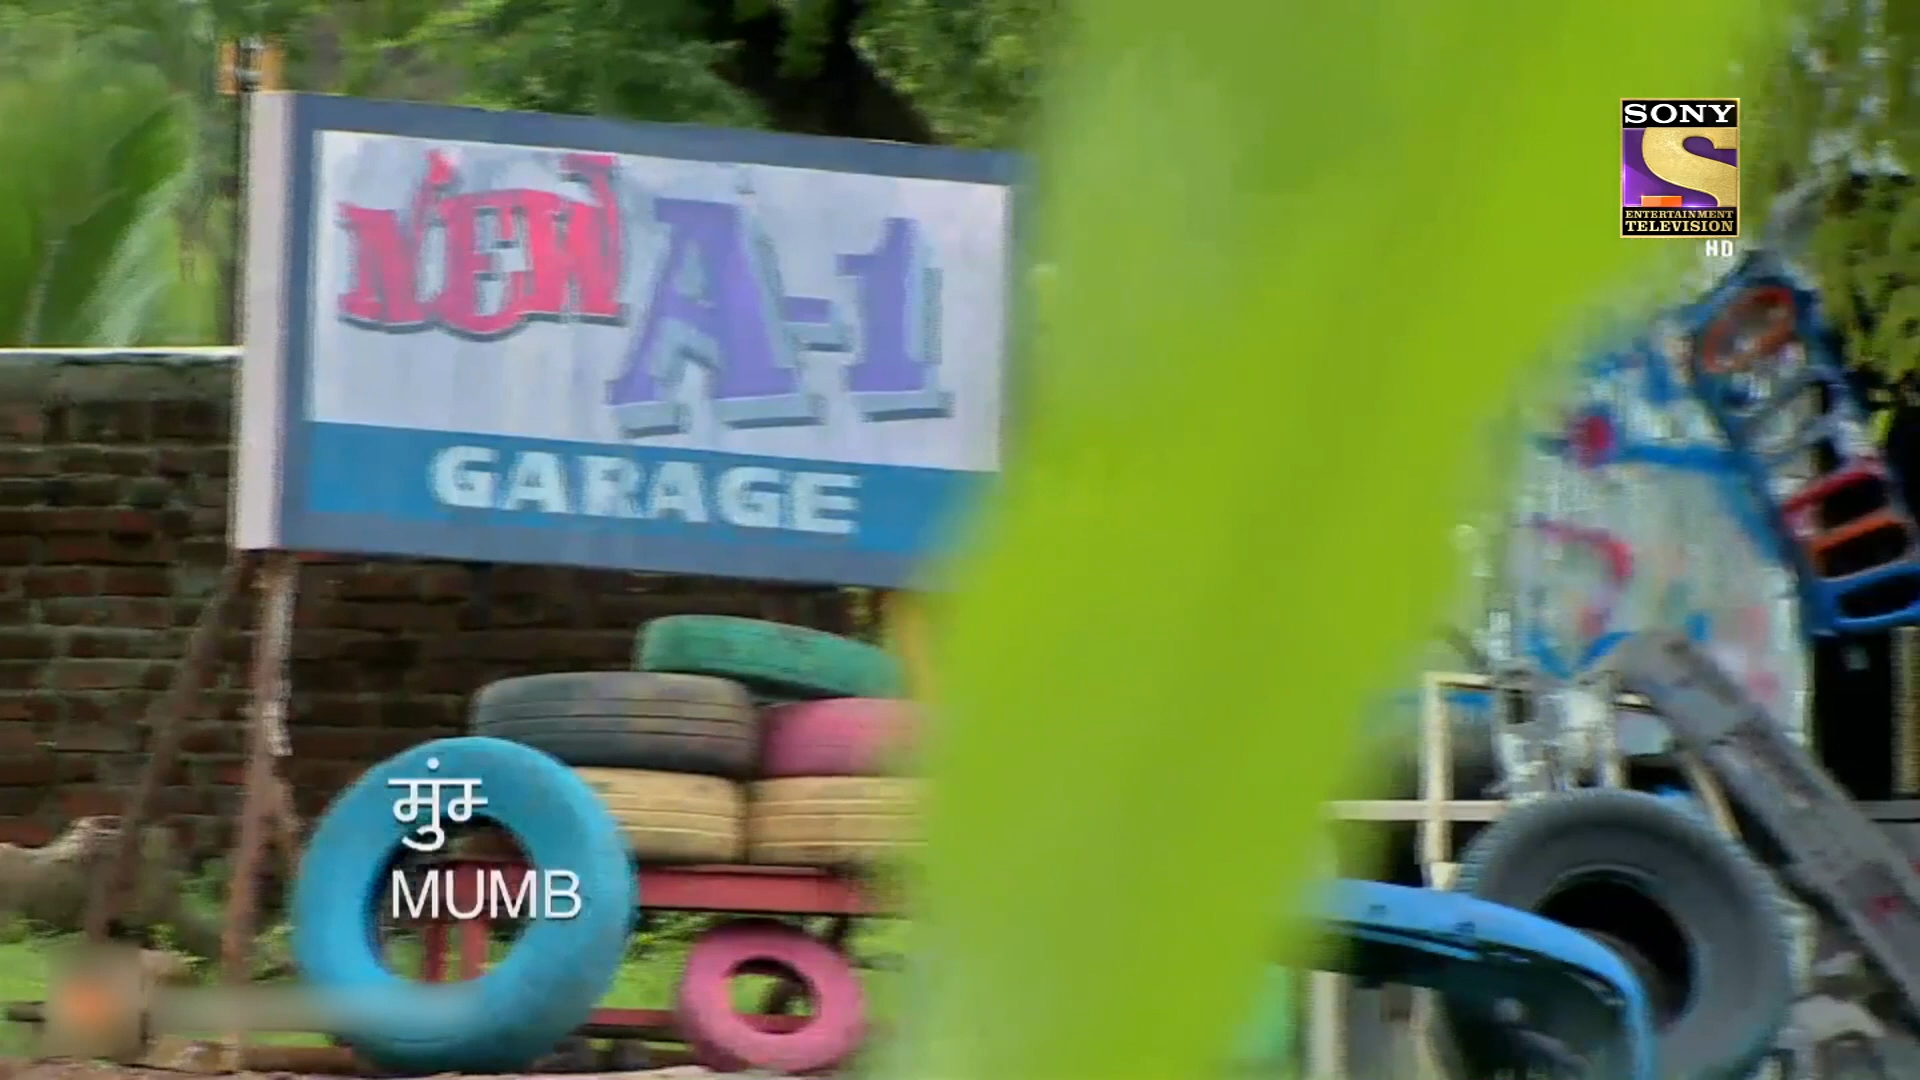 NEW A-1
GARAGE
SONY
ENTERTAINMENT
TELEVISION
HD
मुंम
MUMB